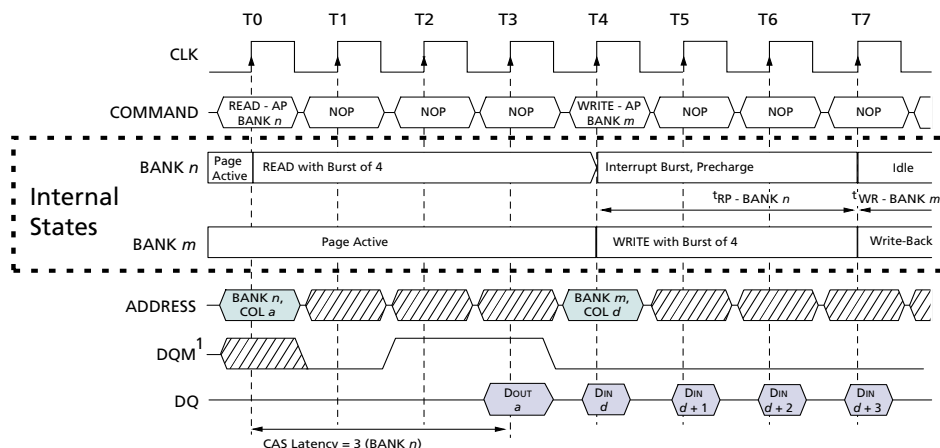 T0 T1 T2 T3 T4 T5 T6 T7
CLK
COMMAND READ - AP BANK n NOP NOP NOP WRITE - AP BANK m NOP NOP NOP
Internal States
BANK n Page Active READ with Burst of 4 Interrupt Burst, Precharge Idle
tRP - BANK n tWR - BANK m
BANK m Page Active WRITE with Burst of 4 Write-Back
ADDRESS BANK n, COL a BANK m, COL d
DQM1
DQ DOUT a DIN d DIN d + 1 DIN d + 2 DIN d + 3
CAS Latency = 3 (BANK n)